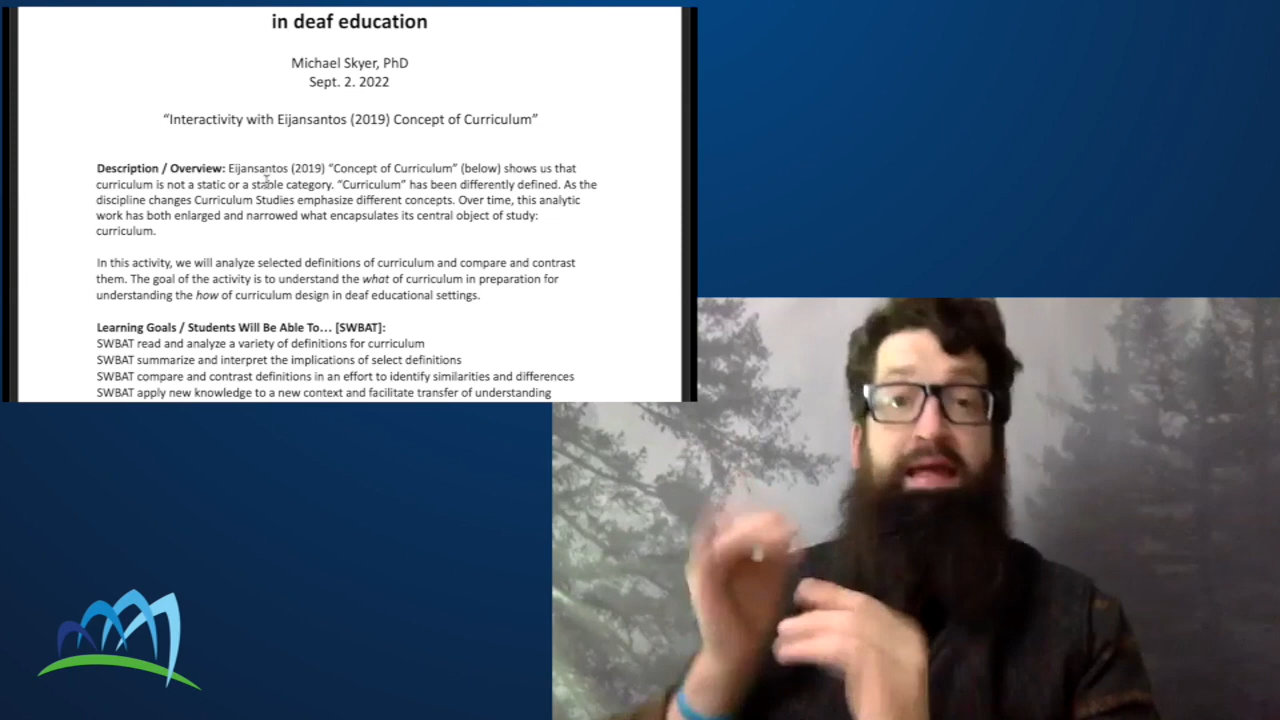 in deaf education
Michael Skyer, PhD
Sept. 2. 2022
“Interactivity with Eijansantos (2019) Concept of Curriculum”
Description / Overview: Eijansantos (2019) “Concept of Curriculum” (below) shows us that
curriculum is not a static or a stable category. “Curriculum” has been differently defined. As the
discipline changes Curriculum Studies emphasize different concepts. Over time, this analytic
work has both enlarged and narrowed what encapsulates its central object of study:
curriculum.
In this activity, we will analyze selected definitions of curriculum and compare and contrast
them. The goal of the activity is to understand the what of curriculum in preparation for
understanding the how of curriculum design in deaf educational settings.
Learning Goals / Students Will Be Able To… [SWBAT]:
SWBAT read and analyze a variety of definitions for curriculum
SWBAT summarize and interpret the implications of select definitions
SWBAT compare and contrast definitions in an effort to identify similarities and differences
SWBAT apply new knowledge to a new context and facilitate transfer of understanding